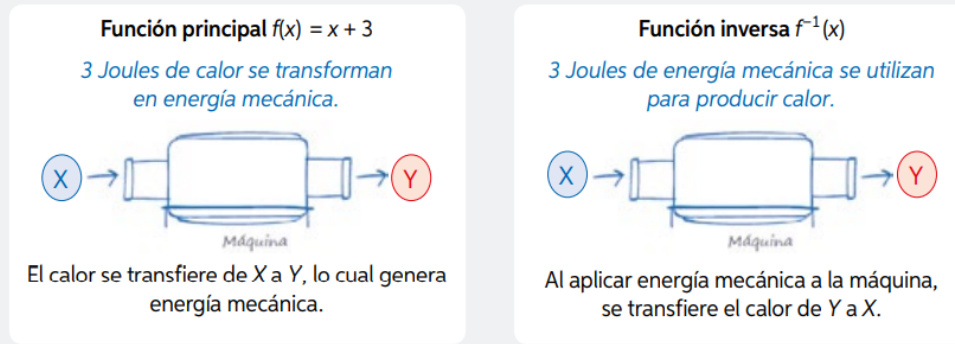 Función principal f(x) = x + 3
3 Joules de calor se transforman
en energía mecánica.
X
Y
Máquina
El calor se transfiere de X a Y, lo cual genera
energía mecánica.
Función inversa f⁻¹(x)
3 Joules de energía mecánica se utilizan
para producir calor.
X
Y
Máquina
Al aplicar energía mecánica a la máquina,
se transfiere el calor de Y a X.